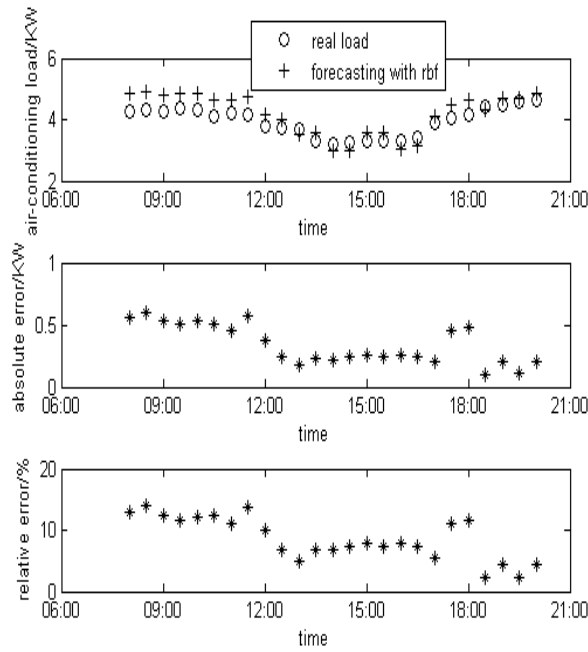 real load
forecasting with rbf
air-conditioning load/KW
6
4
2
06:00 09:00 12:00 15:00 18:00 21:00
time
absolute error/KW
1
0.5
0
06:00 09:00 12:00 15:00 18:00 21:00
time
relative error/%
20
10
0
06:00 09:00 12:00 15:00 18:00 21:00
time